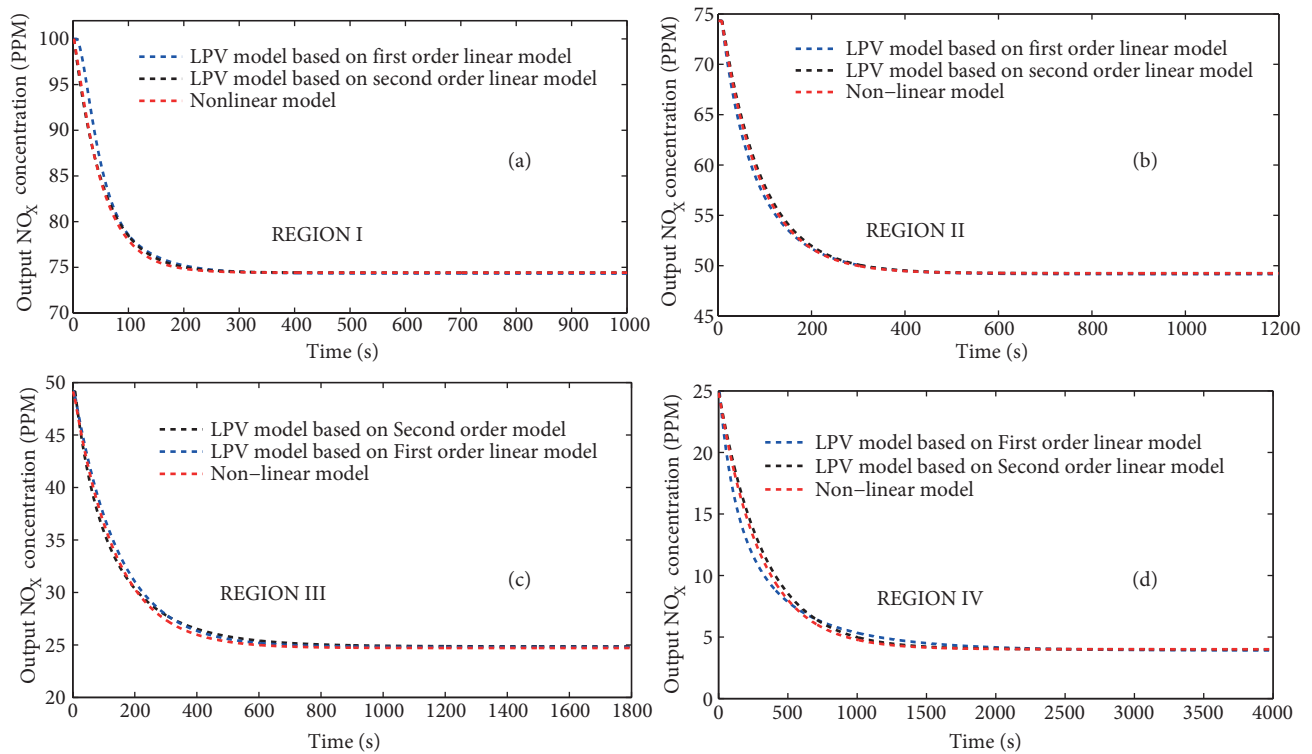 100
95
90
85
80
75
70
0 100 200 300 400 500 600 700 800 900 1000
Output NOX concentration (PPM)
Time (s)
LPV model based on first order linear model
LPV model based on second order linear model
Nonlinear model
(a)
REGION I
75
70
65
60
55
50
45
0 200 400 600 800 1000 1200
Output NOX concentration (PPM)
Time (s)
LPV model based on first order linear model
LPV model based on second order linear model
Non−linear model
(b)
REGION II
50
45
40
35
30
25
20
0 200 400 600 800 1000 1200 1400 1600 1800
Output NOX concentration (PPM)
Time (s)
LPV model based on Second order model
LPV model based on First order linear model
Non−linear model
(c)
REGION III
25
20
15
10
5
0
0 500 1000 1500 2000 2500 3000 3500 4000
Output NOX concentration (PPM)
Time (s)
LPV model based on First order linear model
LPV model based on Second order linear model
Non−linear model
(d)
REGION IV